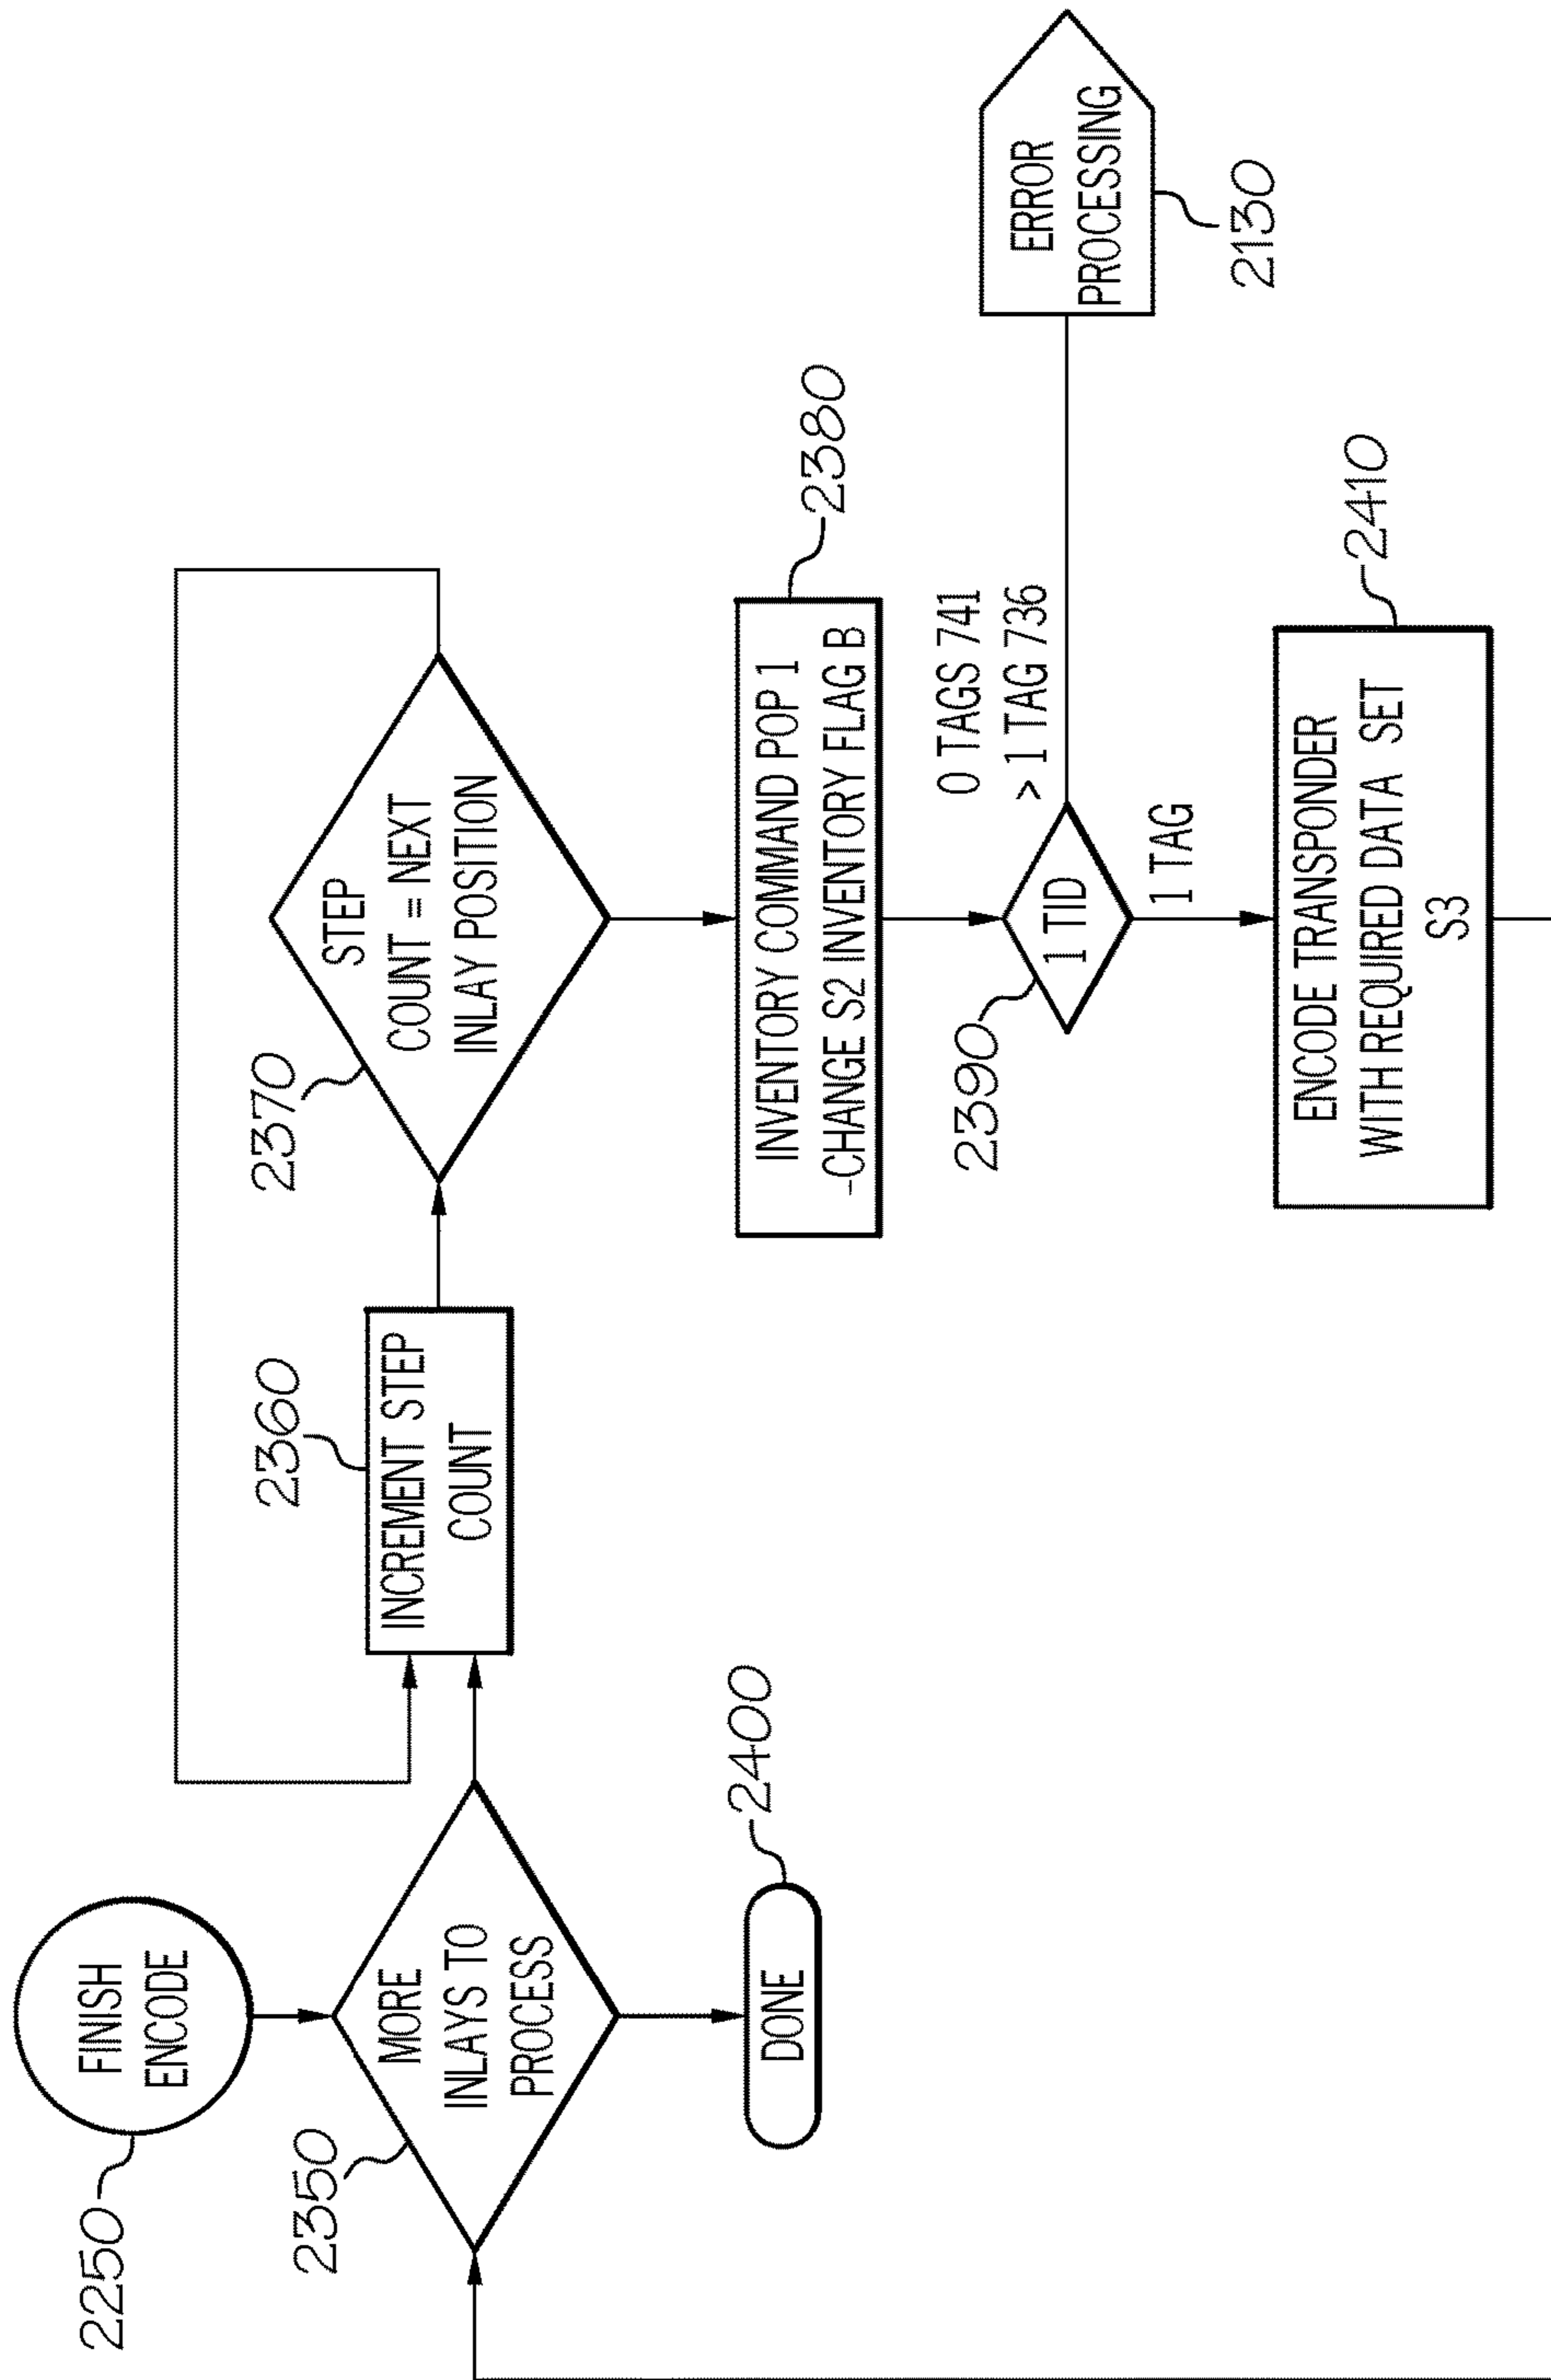 2250
FINISH
ENCODE
2350
MORE
INLAYS TO
PROCESS
2400
DONE
2360
INCREMENT STEP
COUNT
2370
STEP
COUNT = NEXT
INLAY POSITION
2380
INVENTORY COMMAND POP 1
-CHANGE S2 INVENTORY FLAG B
2390
1 TID
0 TAGS 741
> 1 TAG 736
ERROR
PROCESSING
2130
1 TAG
2410
ENCODE TRANSPONDER
WITH REQUIRED DATA SET
S3